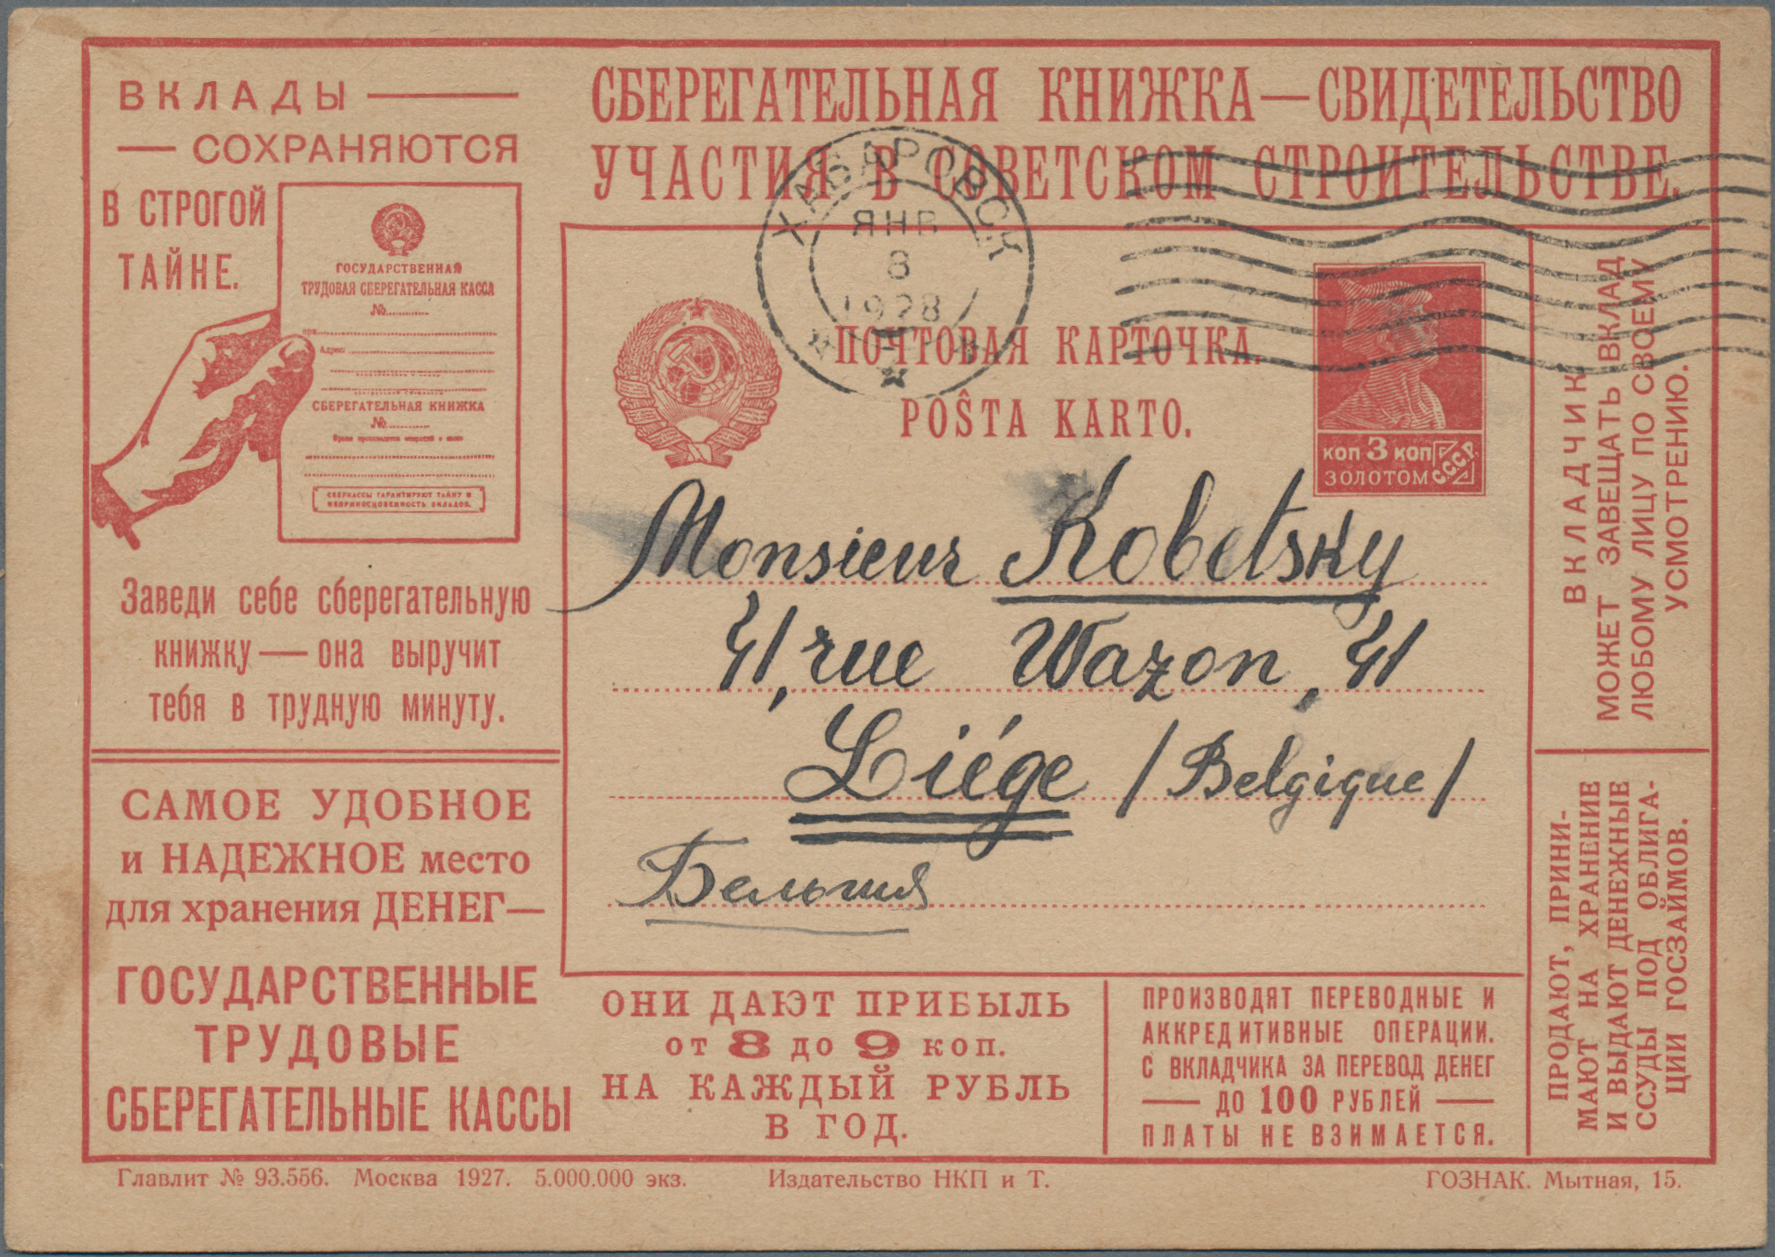 ВКЛАДЫ —
— СОХРАНЯЮТСЯ
В СТРОГОЙ
ТАЙНЕ.
ГОСУДАРСТВЕННАЯ
ТРУДОВАЯ СБЕРЕГАТЕЛЬНАЯ КАССА
№
Адрес
СБЕРЕГАТЕЛЬНАЯ КНИЖКА
№
СБЕРКАССЫ ГАРАНТИРУЮТ ТАЙНУ И
НЕПРИКОСНОВЕННОСТЬ ВКЛАДОВ.
Заведи себе сберегательную
книжку — она выручит
тебя в трудную минуту.
САМОЕ УДОБНОЕ
и НАДЕЖНОЕ место
для хранения ДЕНЕГ—
ГОСУДАРСТВЕННЫЕ
ТРУДОВЫЕ
СБЕРЕГАТЕЛЬНЫЕ КАССЫ
СБЕРЕГАТЕЛЬНАЯ КНИЖКА—СВИДЕТЕЛЬСТВО
УЧАСТИЯ В СОВЕТСКОМ СТРОИТЕЛЬСТВЕ.
ХАБАРОВСК
ЯНВ
8
1928
ПОЧТОВАЯ КАРТОЧКА.
POŜTA KARTO.
КОП 3 КОП
ЗОЛОТОМ
СССР.
Monsieur Kobetsky
41, rue Wazon, 41
Liége /Belgique/
Бельгия
ВКЛАДЧИК
МОЖЕТ ЗАВЕЩАТЬ ВКЛАД
ЛЮБОМУ ЛИЦУ ПО СВОЕМУ
УСМОТРЕНИЮ.
ПРОДАЮТ, ПРИНИ-
МАЮТ НА ХРАНЕНИЕ
И ВЫДАЮТ ДЕНЕЖНЫЕ
ССУДЫ ПОД ОБЛИГА-
ЦИИ ГОСЗАЙМОВ.
ОНИ ДАЮТ ПРИБЫЛЬ
от 8 до 9 коп.
НА КАЖДЫЙ РУБЛЬ
В ГОД.
ПРОИЗВОДЯТ ПЕРЕВОДНЫЕ И
АККРЕДИТИВНЫЕ ОПЕРАЦИИ.
С ВКЛАДЧИКА ЗА ПЕРЕВОД ДЕНЕГ
— ДО 100 РУБЛЕЙ —
ПЛАТЫ НЕ ВЗИМАЕТСЯ.
Главлит № 93.556. Москва 1927. 5.000.000 экз. Издательство НКП и Т. ГОЗНАК. Мытная, 15.